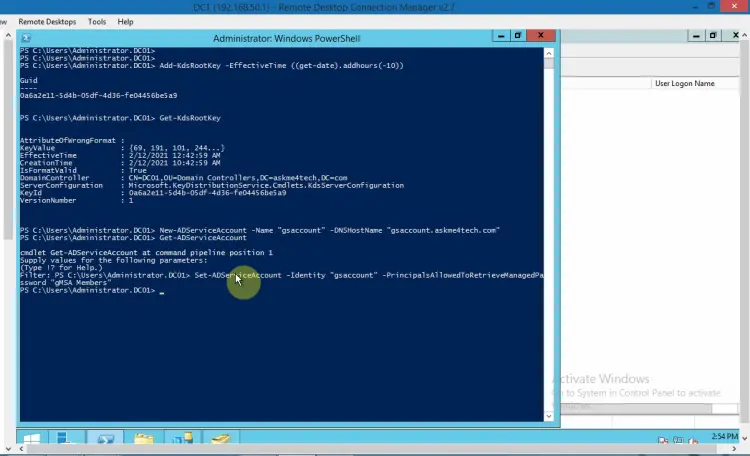 DC1 (192.168.50.1) - Remote Desktop Connection Manager v2.7
ew Remote Desktops Tools Help
Administrator: Windows PowerShell
User Logon Name
PS C:\Users\Administrator.DC01>
PS C:\Users\Administrator.DC01>
PS C:\Users\Administrator.DC01> Add-KdsRootKey -EffectiveTime ((get-date).addhours(-10))
Guid
----
0a6a2e11-5d4b-05df-4d36-fe04456be5a9
PS C:\Users\Administrator.DC01> Get-KdsRootKey
AttributeOfWrongFormat :
KeyValue : {69, 191, 101, 244...}
EffectiveTime : 2/12/2021 12:42:59 AM
CreationTime : 2/12/2021 10:42:59 AM
IsFormatValid : True
DomainController : CN=DC01,OU=Domain Controllers,DC=askme4tech,DC=com
ServerConfiguration : Microsoft.KeyDistributionService.Cmdlets.KdsServerConfiguration
KeyId : 0a6a2e11-5d4b-05df-4d36-fe04456be5a9
VersionNumber : 1
PS C:\Users\Administrator.DC01> New-ADServiceAccount -Name "gsaccount" -DNSHostName "gsaccount.askme4tech.com"
PS C:\Users\Administrator.DC01> Get-ADServiceAccount
cmdlet Get-ADServiceAccount at command pipeline position 1
Supply values for the following parameters:
(Type !? for Help.)
Filter: PS C:\Users\Administrator.DC01> Set-ADServiceAccount -Identity "gsaccount" -PrincipalsAllowedToRetrieveManagedPa
ssword "gMSA Members"
PS C:\Users\Administrator.DC01> _
Activate Windows
Go to System in Control Panel to activate
2:54 PM